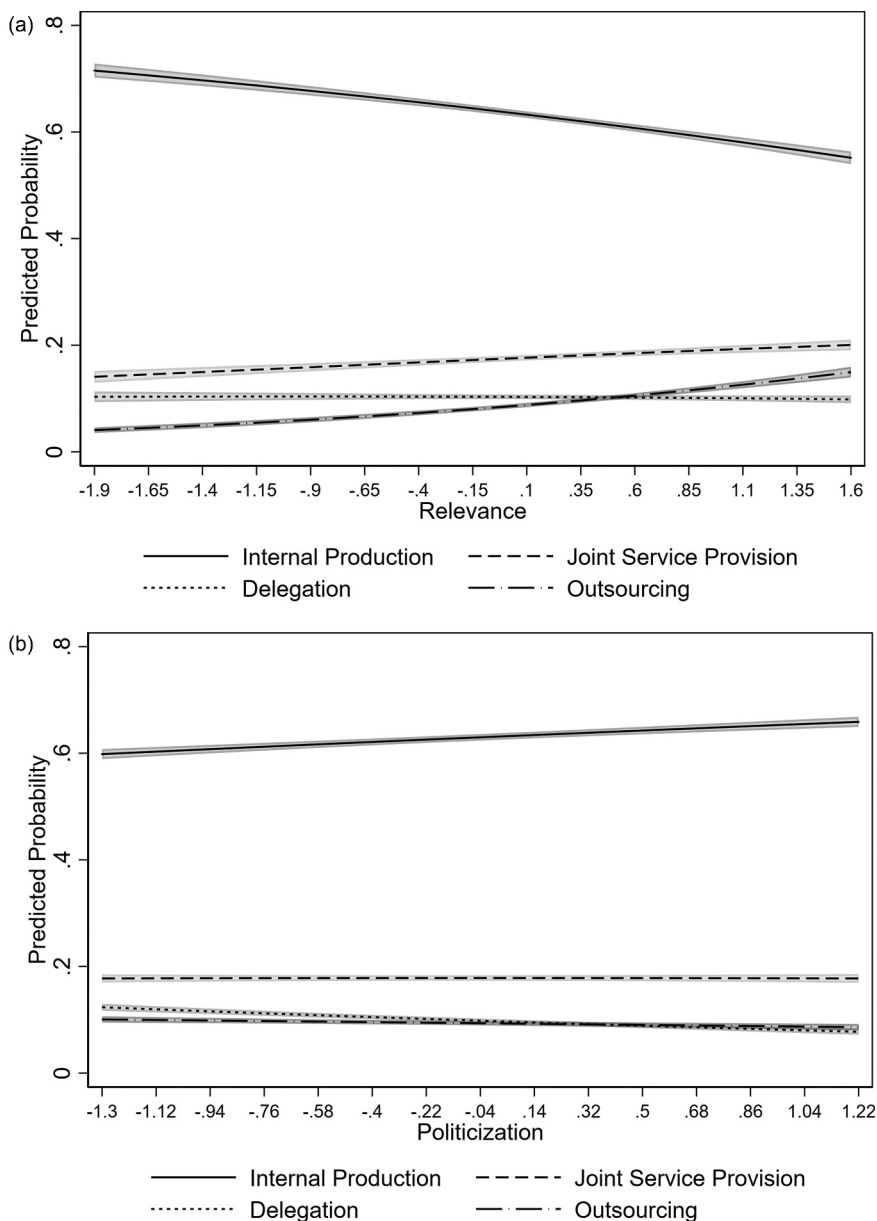 (a)
Predicted Probability
.8
.6
.4
.2
0
-1.9 -1.65 -1.4 -1.15 -.9 -.65 -.4 -.15 .1 .35 .6 .85 1.1 1.35 1.6
Relevance
Internal Production Joint Service Provision
Delegation Outsourcing
(b)
Predicted Probability
.8
.6
.4
.2
0
-1.3 -1.12 -.94 -.76 -.58 -.4 -.22 -.04 .14 .32 .5 .68 .86 1.04 1.22
Politicization
Internal Production Joint Service Provision
Delegation Outsourcing